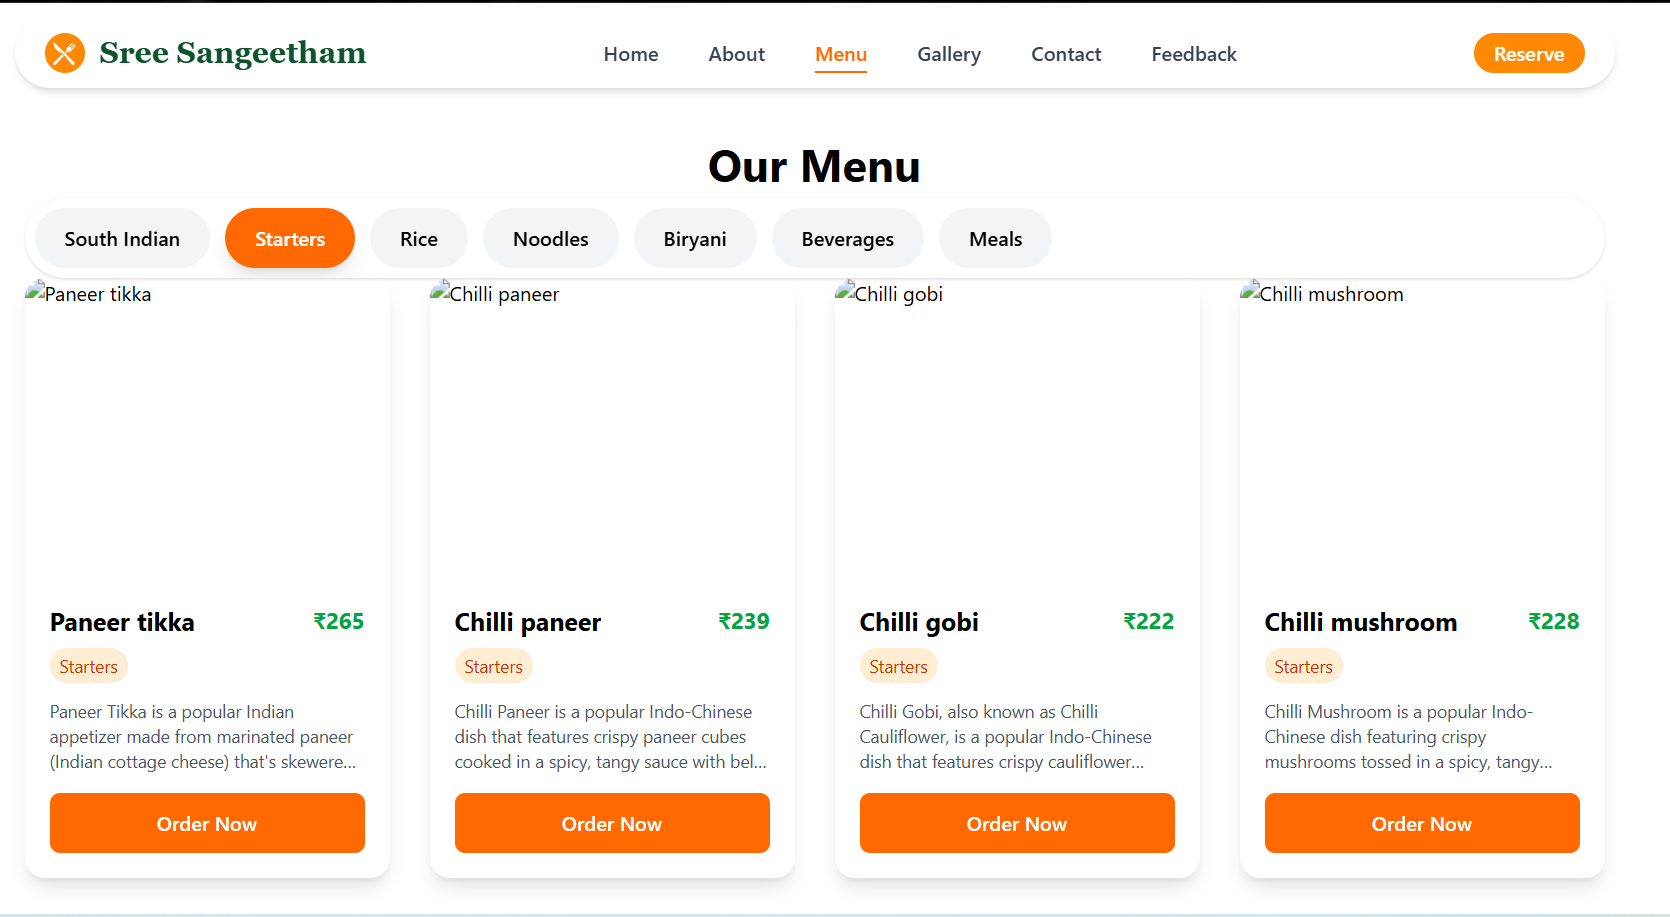 Sree Sangeetham
Home About Menu Gallery Contact Feedback
Reserve
Our Menu
South Indian Starters Rice Noodles Biryani Beverages Meals
Paneer tikka
Paneer tikka ₹265
Starters
Paneer Tikka is a popular Indian
appetizer made from marinated paneer
(Indian cottage cheese) that's skewere...
Order Now
Chilli paneer
Chilli paneer ₹239
Starters
Chilli Paneer is a popular Indo-Chinese
dish that features crispy paneer cubes
cooked in a spicy, tangy sauce with bel...
Order Now
Chilli gobi
Chilli gobi ₹222
Starters
Chilli Gobi, also known as Chilli
Cauliflower, is a popular Indo-Chinese
dish that features crispy cauliflower...
Order Now
Chilli mushroom
Chilli mushroom ₹228
Starters
Chilli Mushroom is a popular Indo-
Chinese dish featuring crispy
mushrooms tossed in a spicy, tangy...
Order Now